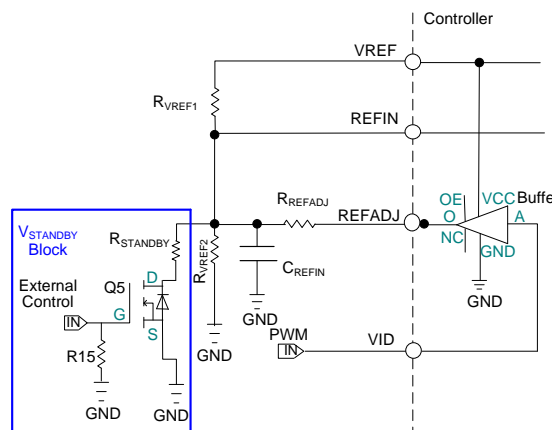 Controller
VREF
RVREF1
REFIN
RREFADJ
REFADJ
OE
O
NC
VCC
Buffer
A
GND
GND
VSTANDBY
Block
RSTANDBY
RVREF2
CREFIN
External
Control
IN
Q5
D
G
S
R15
GND
GND
GND
GND
PWM
IN
VID